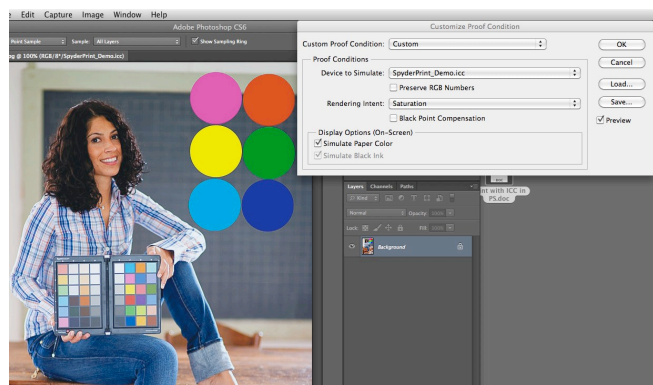 Edit Capture Image Window Help
Adobe Photoshop CS6
Point Sample Sample: All Layers Show Sampling Ring
pg @ 100% (RGB/8*/SpyderPrint_Demo.icc)
Customize Proof Condition
Custom Proof Condition: Custom
OK
Cancel
Load...
Save...
Preview
Proof Conditions
Device to Simulate: SpyderPrint_Demo.icc
Preserve RGB Numbers
Rendering Intent: Saturation
Black Point Compensation
Display Options (On-Screen)
Simulate Paper Color
Simulate Black Ink
Layers Channels Paths
Kind
Normal Opacity:
Lock: Fill:
Background
nt with ICC in
PS.doc